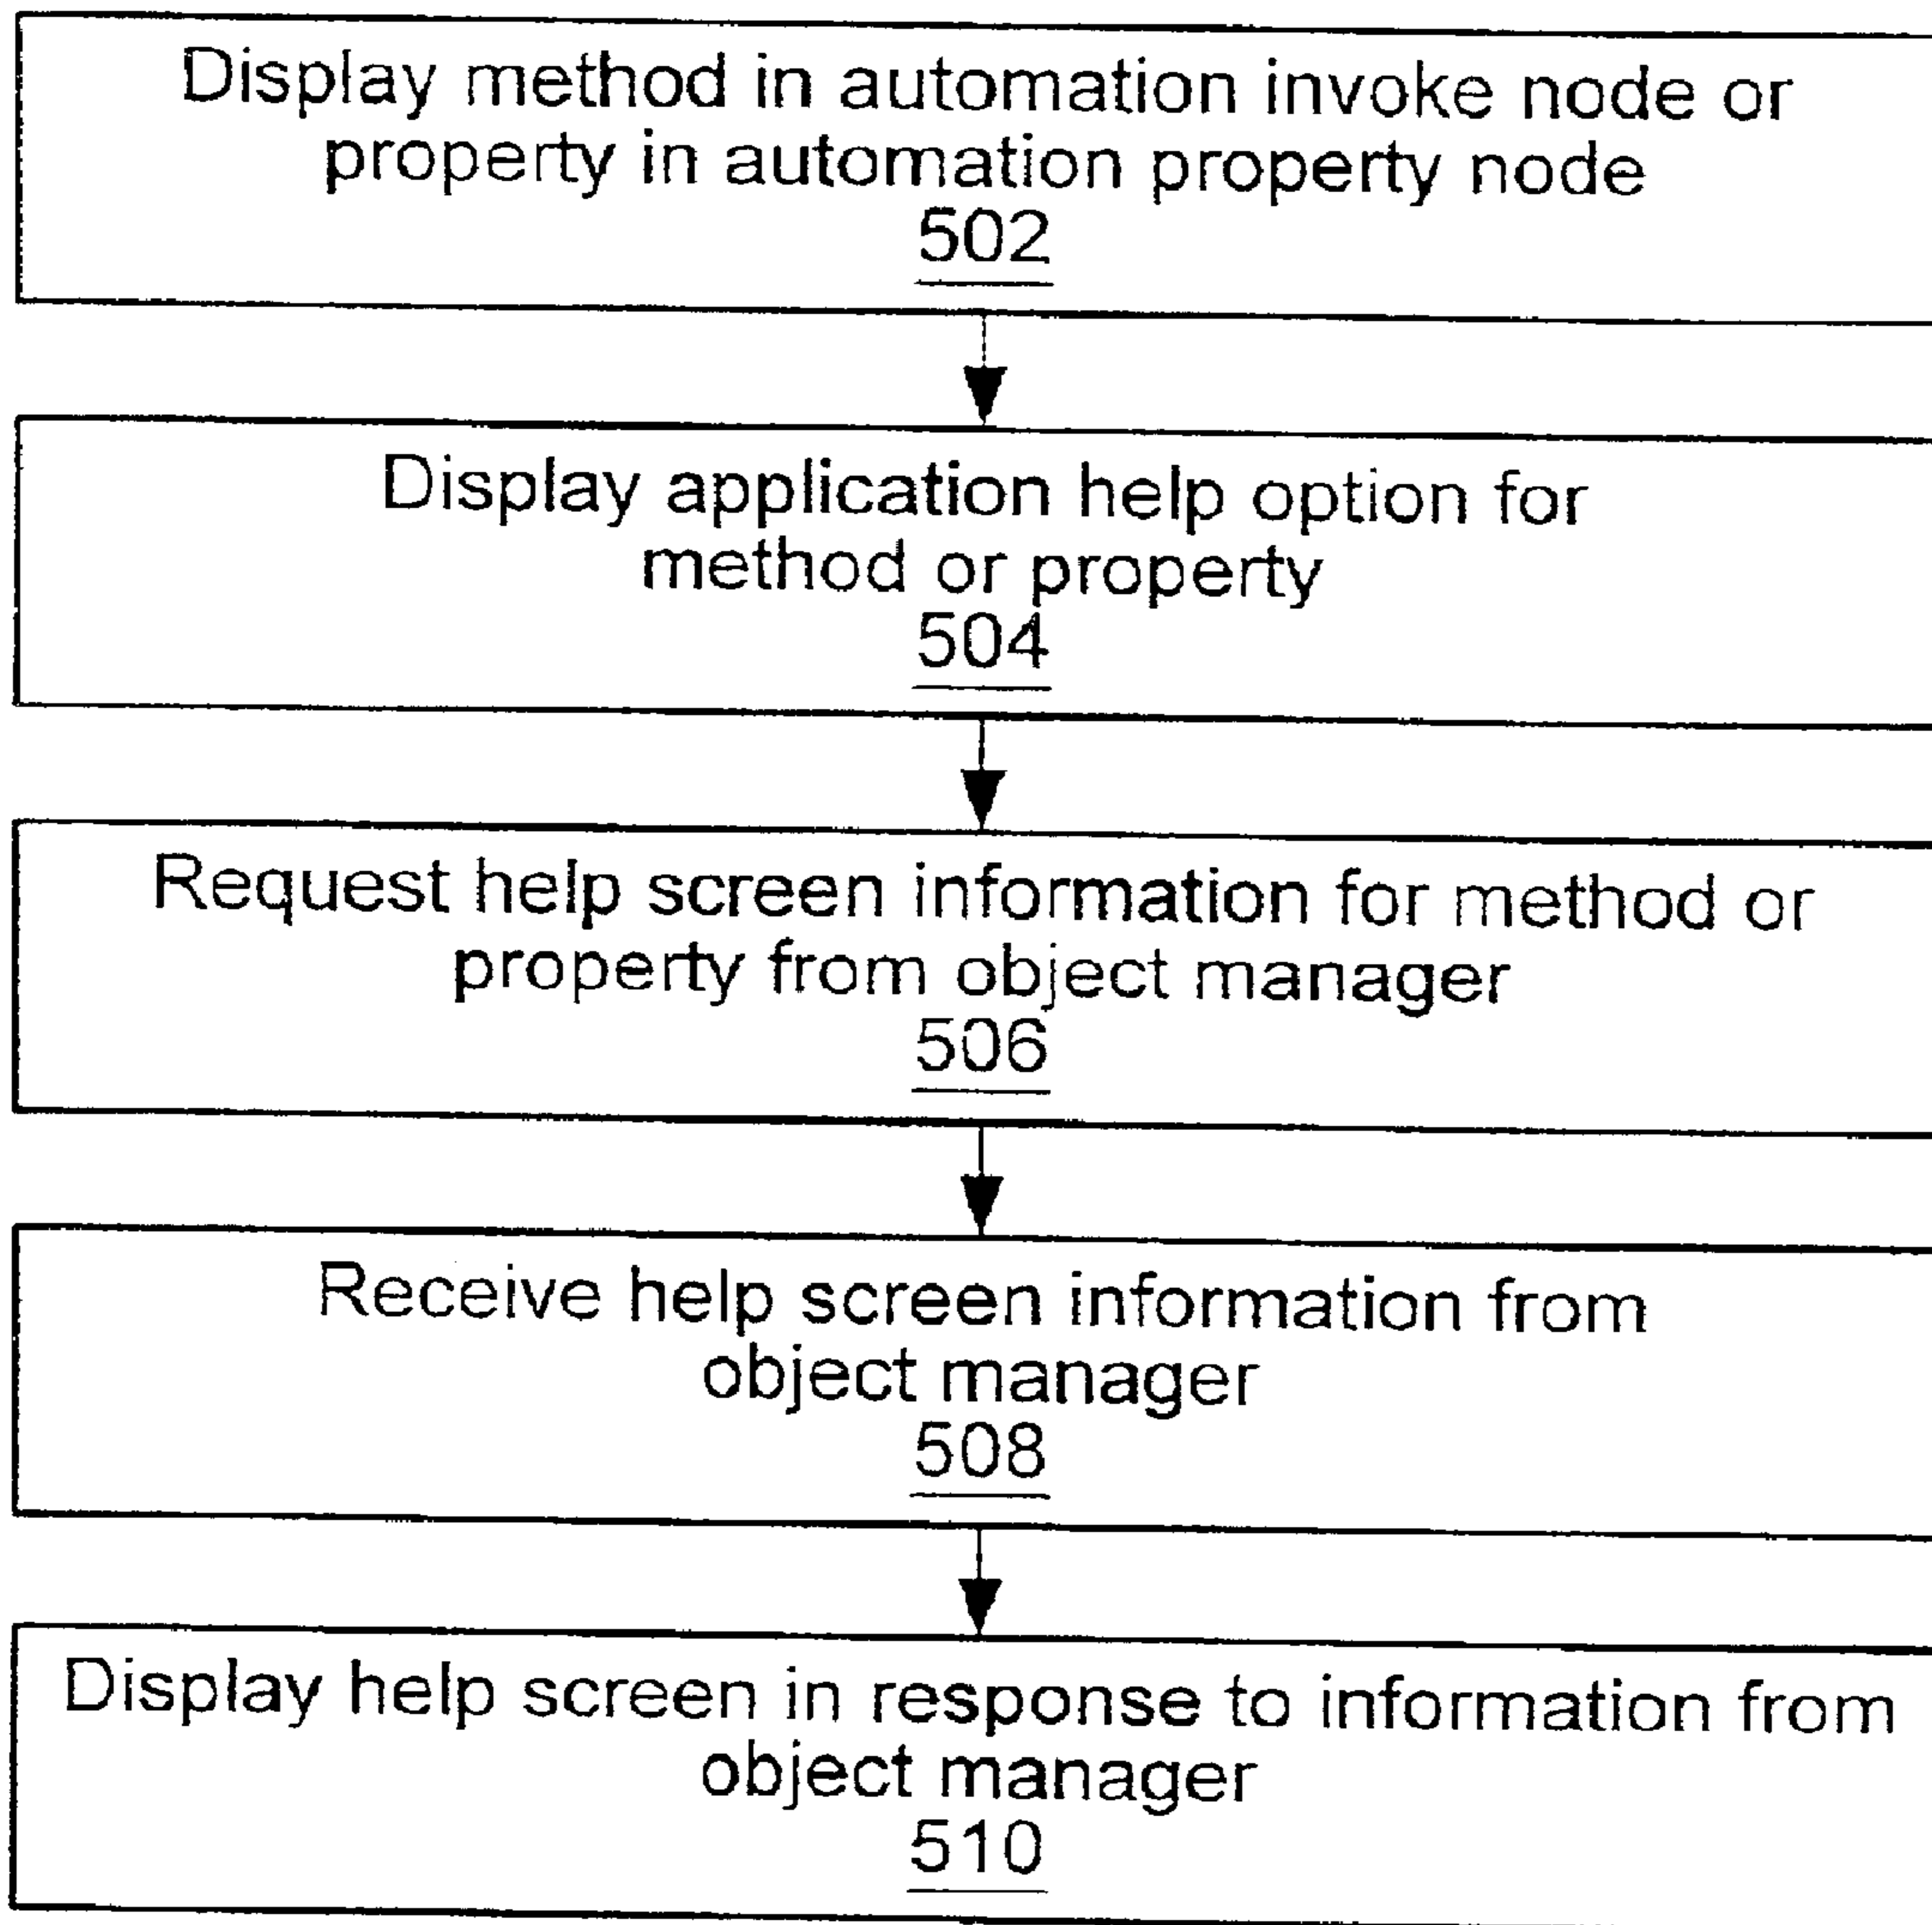 Display method in automation invoke node or
property in automation property node
502
Display application help option for
method or property
504
Request help screen information for method or
property from object manager
506
Receive help screen information from
object manager
508
Display help screen in response to information from
object manager
510